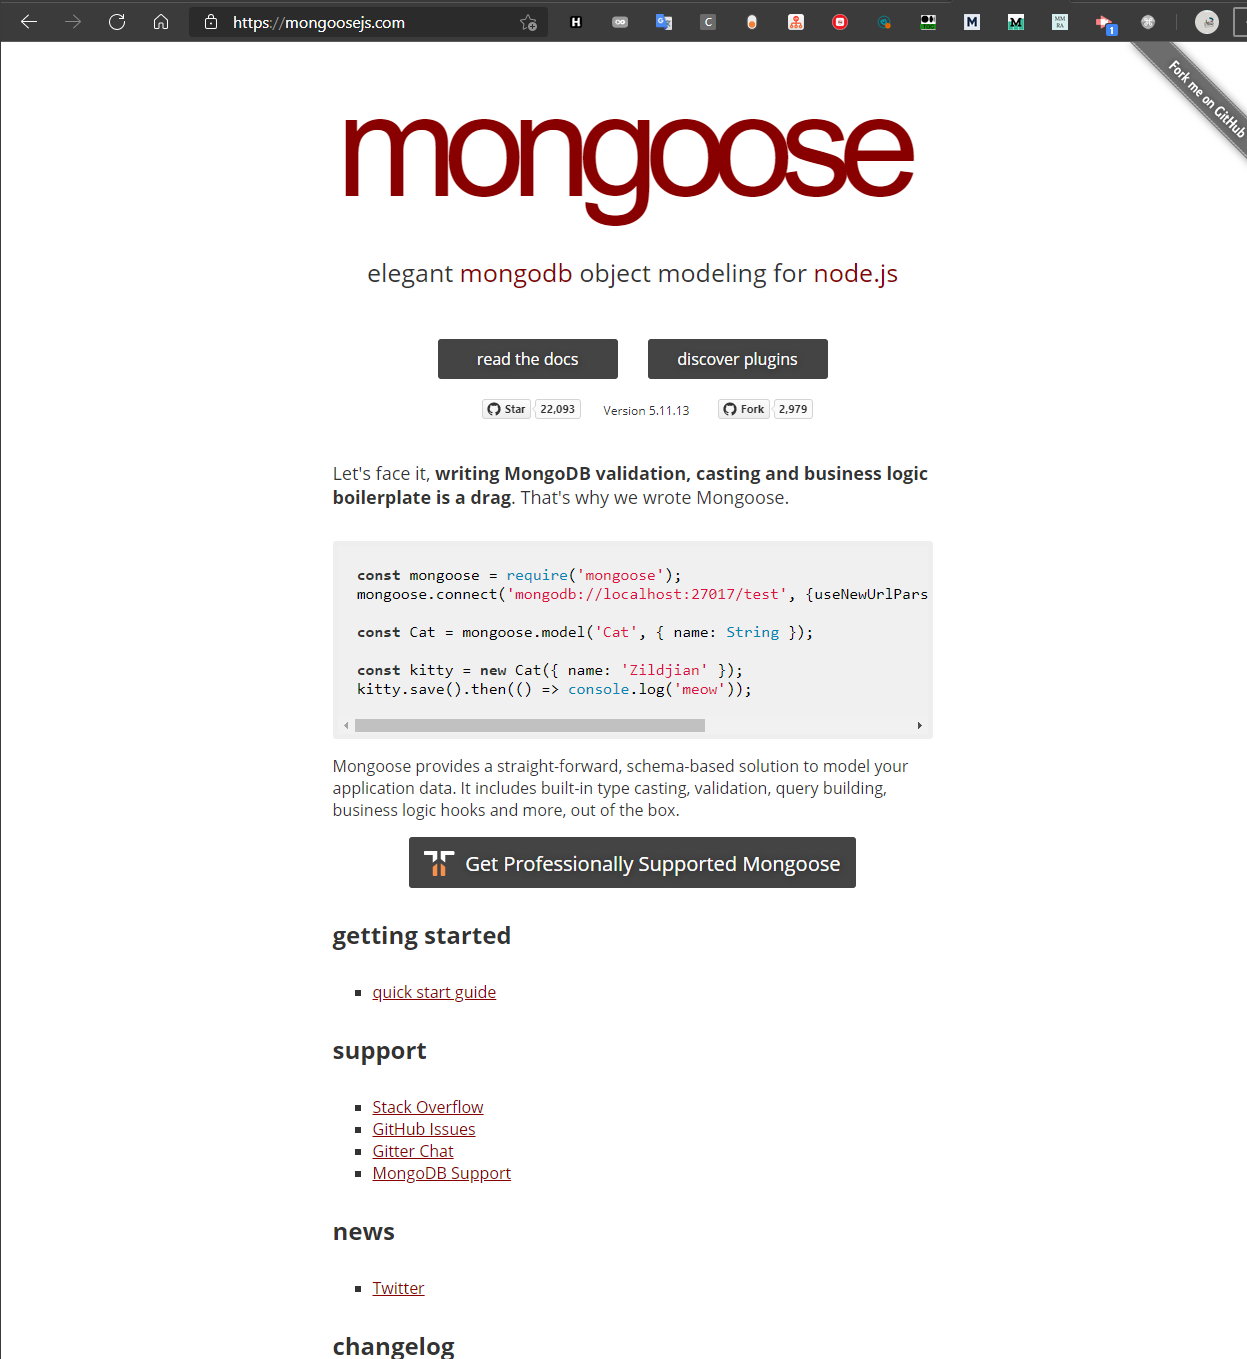 https://mongoosejs.com
Fork me on GitHub
mongoose
elegant mongodb object modeling for node.js
read the docs
discover plugins
Star 22,093 Version 5.11.13 Fork 2,979
Let's face it, writing MongoDB validation, casting and business logic
boilerplate is a drag. That's why we wrote Mongoose.
const mongoose = require('mongoose');
mongoose.connect('mongodb://localhost:27017/test', {useNewUrlPars
const Cat = mongoose.model('Cat', { name: String });
const kitty = new Cat({ name: 'Zildjian' });
kitty.save().then(() => console.log('meow'));
Mongoose provides a straight-forward, schema-based solution to model your
application data. It includes built-in type casting, validation, query building,
business logic hooks and more, out of the box.
Get Professionally Supported Mongoose
getting started
quick start guide
support
Stack Overflow
GitHub Issues
Gitter Chat
MongoDB Support
news
Twitter
changelog